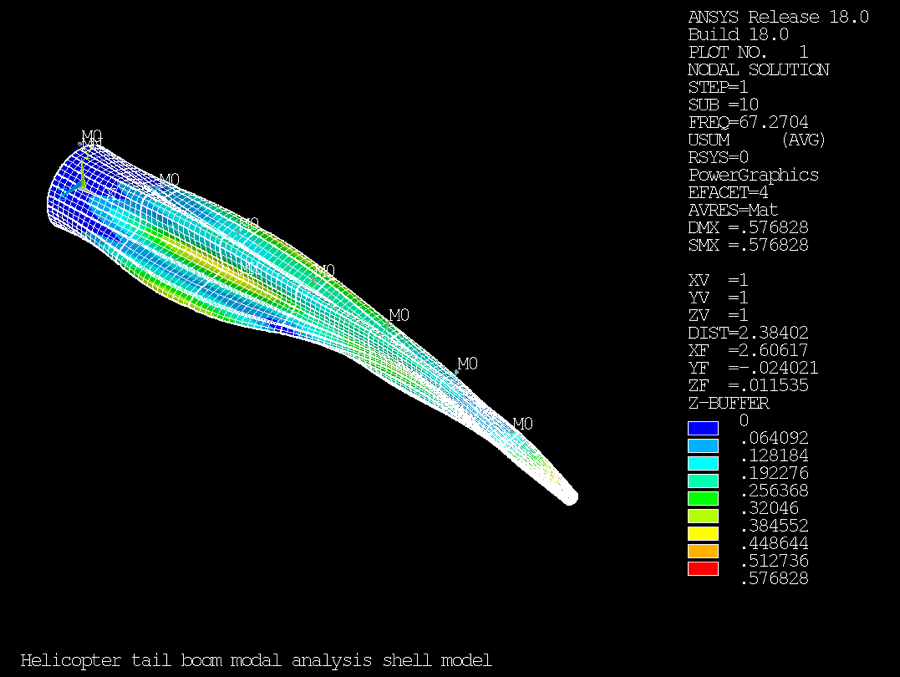 ANSYS Release 18.0
Build 18.0
PLOT NO.   1
NODAL SOLUTION
STEP=1
SUB =10
FREQ=67.2704
USUM     (AVG)
RSYS=0
PowerGraphics
EFACET=4
AVRES=Mat
DMX =.576828
SMX =.576828
XV  =1
YV  =1
ZV  =1
DIST=2.38402
XF  =2.60617
YF  =-.024021
ZF  =.011535
Z-BUFFER
0
.064092
.128184
.192276
.256368
.32046
.384552
.448644
.512736
.576828
M0
M0
M0
M0
M0
M0
M0
Helicopter tail boom modal analysis shell model